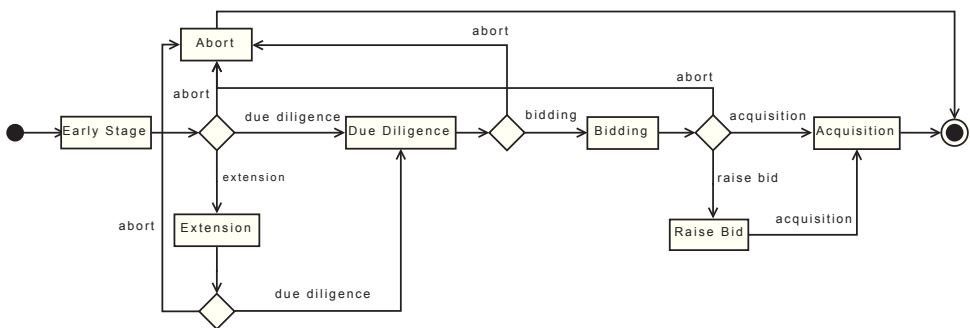 abort
Abort
abort
abort
due diligence
bidding
acquisition
Early Stage
Due Diligence
Bidding
Acquisition
extension
raise bid
abort
Extension
Raise Bid
acquisition
due diligence